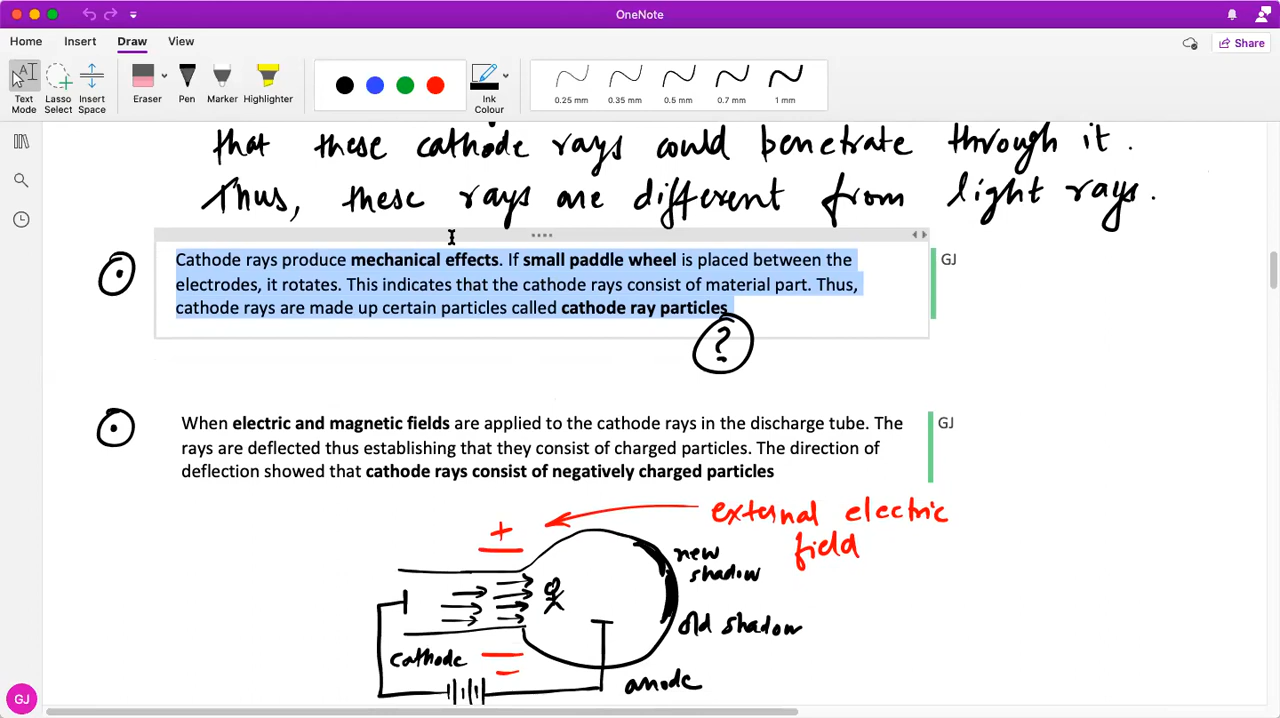 OneNote
Home Insert Draw View
Share
Text Mode
Lasso Select
Insert Space
Eraser
Pen
Marker
Highlighter
Ink Colour
0.25 mm
0.35 mm
0.5 mm
0.7 mm
1 mm
that these cathode rays could penetrate through it.
Thus, these rays are different from light rays.
Cathode rays produce mechanical effects. If small paddle wheel is placed between the
electrodes, it rotates. This indicates that the cathode rays consist of material part. Thus,
cathode rays are made up certain particles called cathode ray particles
GJ
?
When electric and magnetic fields are applied to the cathode rays in the discharge tube. The
rays are deflected thus establishing that they consist of charged particles. The direction of
deflection showed that cathode rays consist of negatively charged particles
GJ
external electric
field
+
new
shadow
old shadow
cathode
anode
GJ